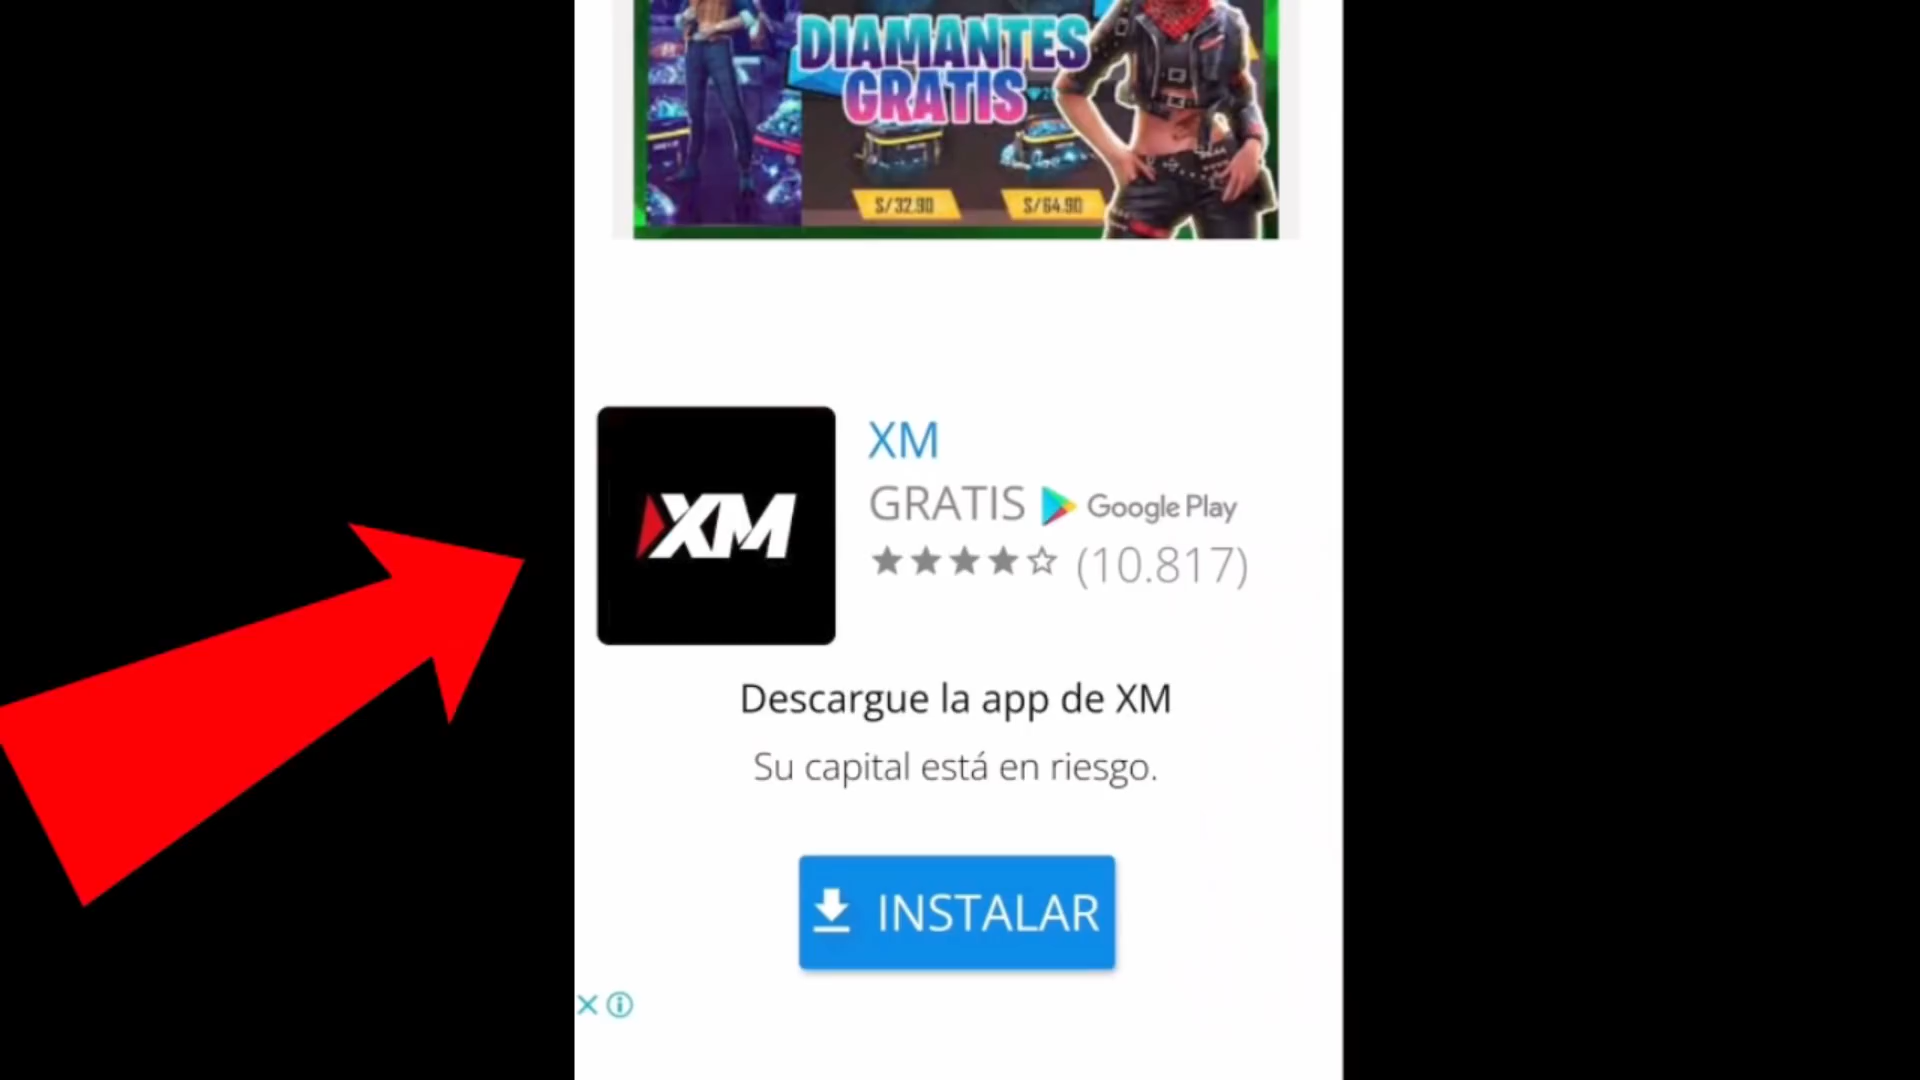 DIAMANTES
GRATIS
S/32.90
S/64.90
XM
XM
GRATIS Google Play
(10.817)
Descargue la app de XM
Su capital está en riesgo.
INSTALAR